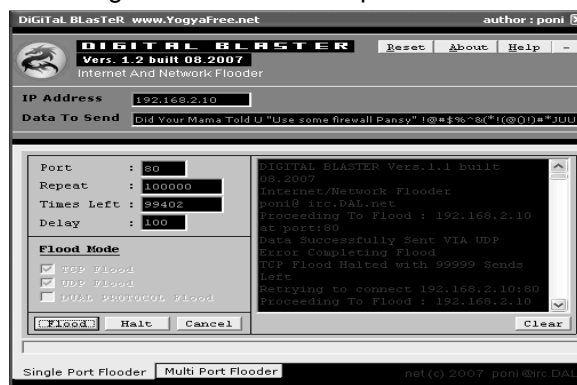 DiGiTaL BLasTeR www.YogyaFree.net author : poni
DIGITAL BLASTER
Reset About Help -
Vers. 1.2 built 08.2007
Internet And Network Flooder
IP Address 192.168.2.10
Data To Send Did Your Mama Told U "Use some firewall Pansy" !@#$%^&(*!(@()!)#*JUU
Port : 80
Repeat : 100000
Times Left : 99402
Delay : 100
Flood Mode
TCP Flood
UDP Flood
DUAL PROTOCOL Flood
Flood Halt Cancel
DIGITAL BLASTER Vers.1.1 built
08.2007
Internet/Network Flooder
poni@ irc.DAL.net
Proceeding To Flood : 192.168.2.10
at port:80
Data Successfully Sent VIA UDP
Error Completing Flood
TCP Flood Halted with 99999 Sends
Left
Retrying to connect 192.168.2.10:80
Proceeding To Flood : 192.168.2.10
Clear
Single Port Flooder Multi Port Flooder
net (c) 2007 poni @irc.DAL